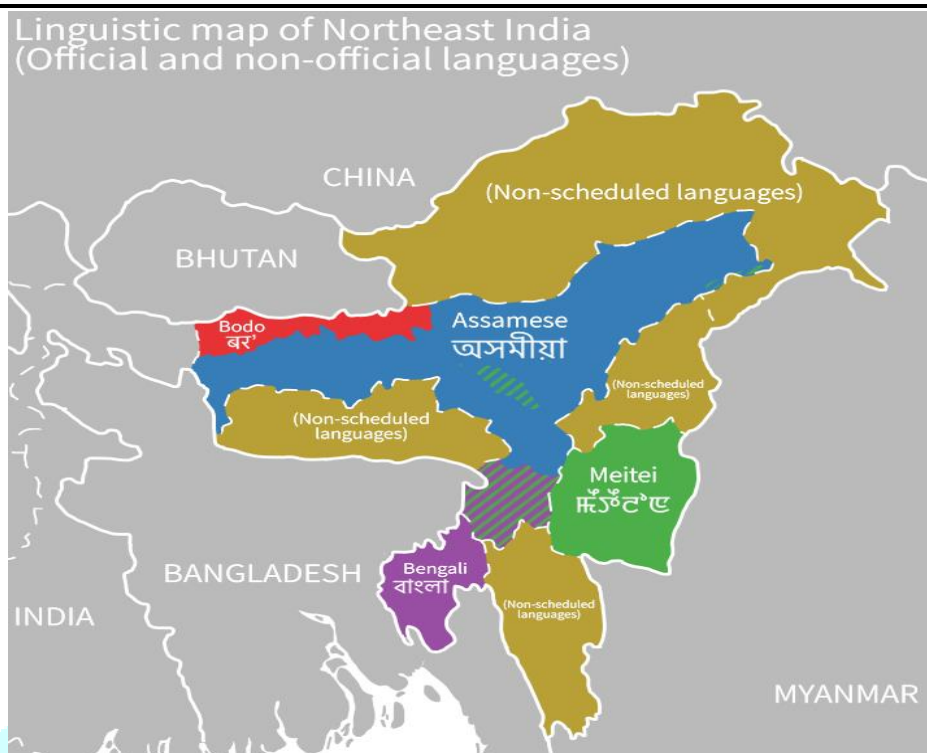 Linguistic map of Northeast India
(Official and non-official languages)
CHINA
(Non-scheduled languages)
BHUTAN
Bodo
बर’
Assamese
অসমীয়া
(Non-scheduled
languages)
(Non-scheduled
languages)
Meitei
ꯃꯩꯇꯩꯂꯣꯟ
BANGLADESH
Bengali
বাংলা
(Non-scheduled
languages)
INDIA
MYANMAR